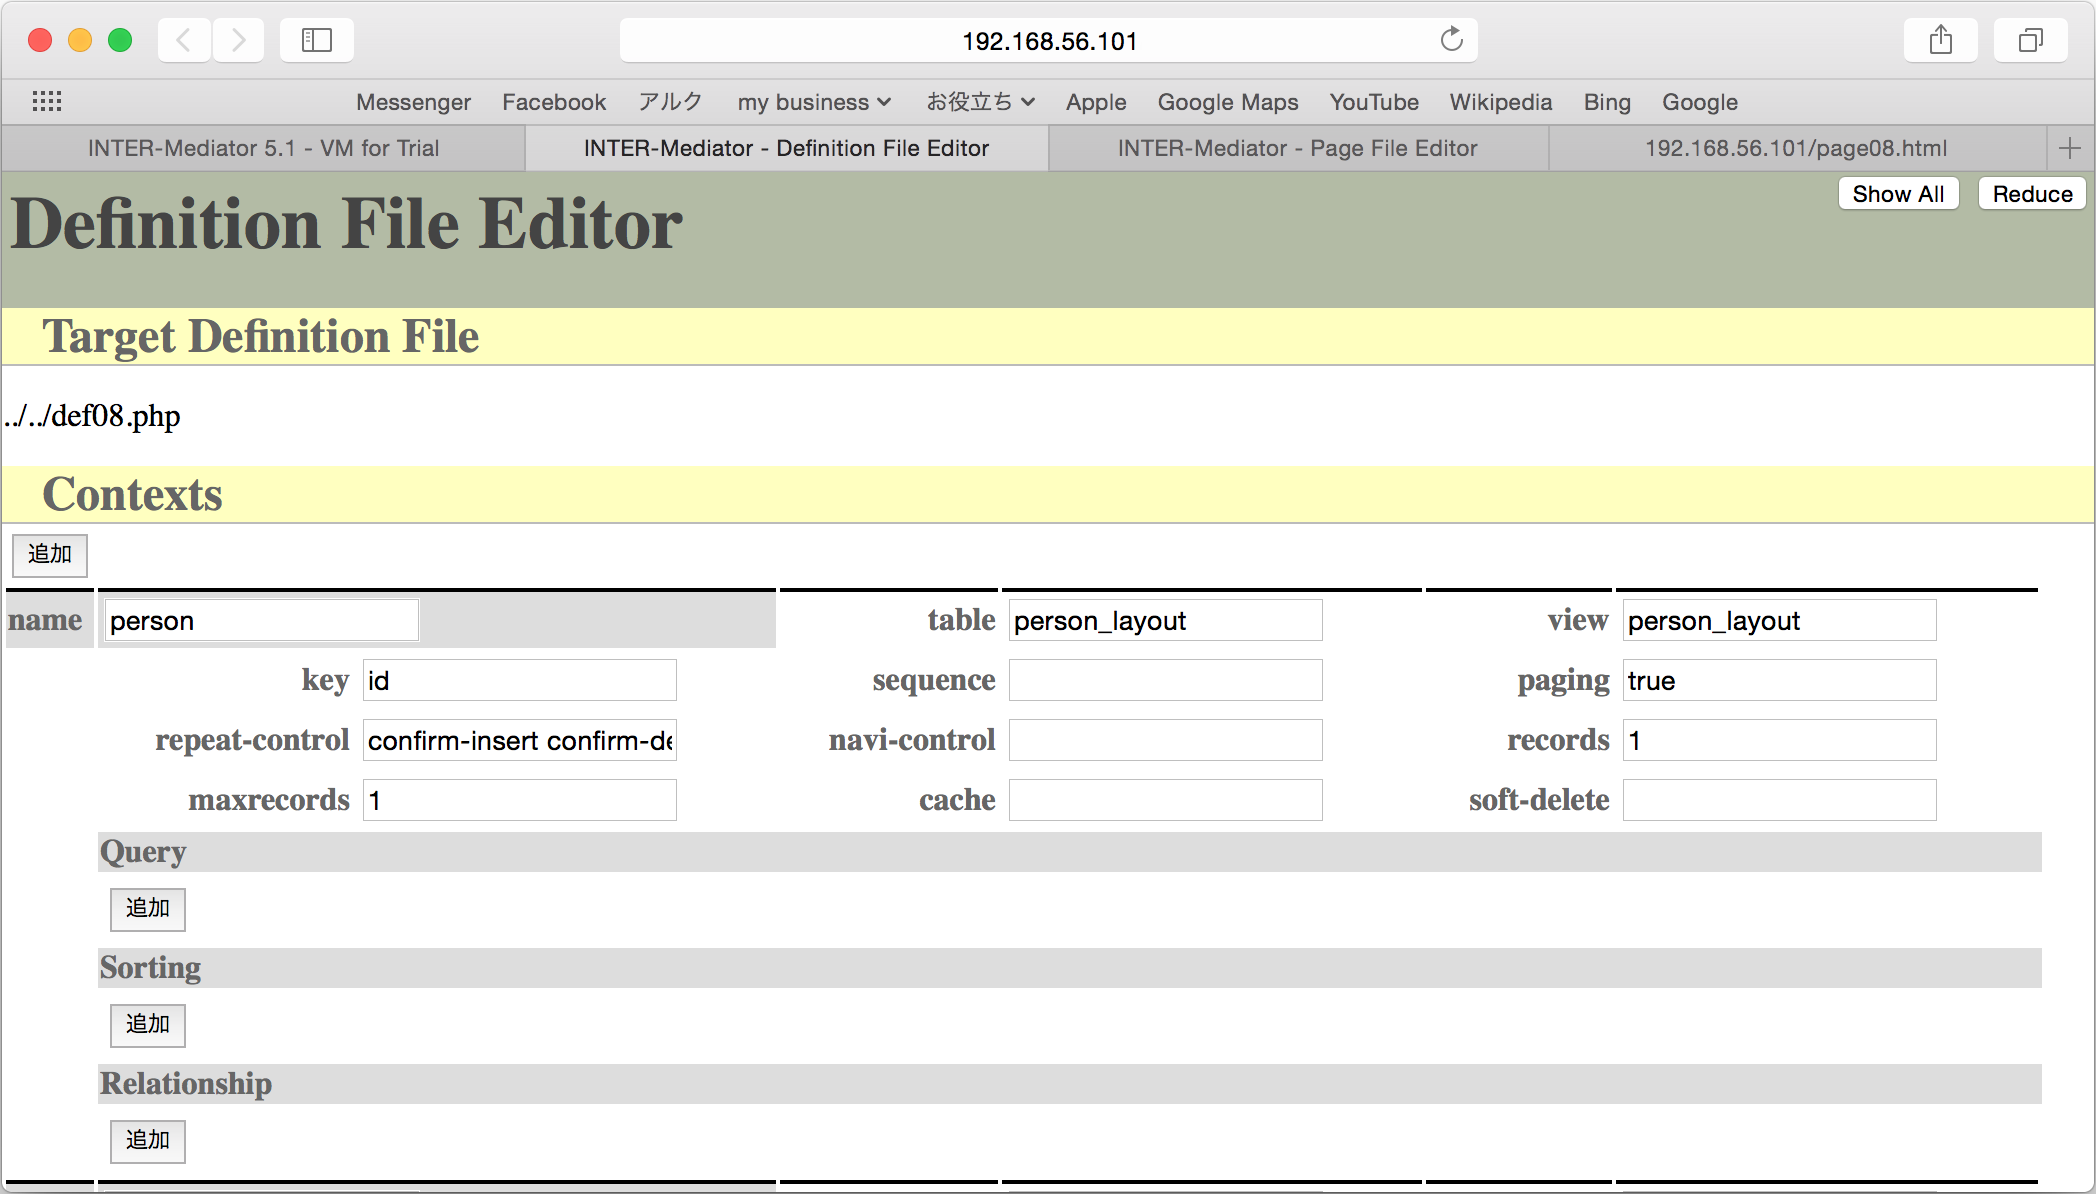 192.168.56.101
Messenger Facebook アルク my business お役立ち Apple Google Maps YouTube Wikipedia Bing Google
INTER-Mediator 5.1 - VM for Trial INTER-Mediator - Definition File Editor INTER-Mediator - Page File Editor 192.168.56.101/page08.html
Show All Reduce
Definition File Editor
Target Definition File
../../def08.php
Contexts
追加
name person table person_layout view person_layout
key id sequence paging true
repeat-control confirm-insert confirm-de navi-control records 1
maxrecords 1 cache soft-delete
Query
追加
Sorting
追加
Relationship
追加